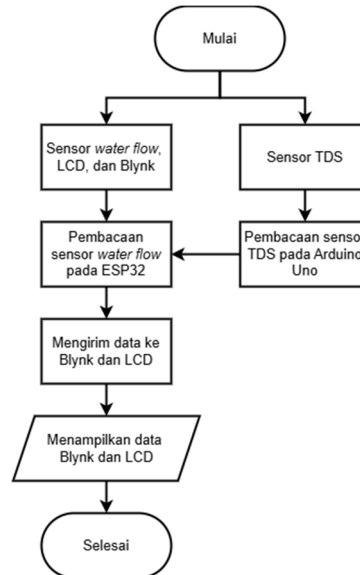 Mulai
Sensor water flow,
LCD, dan Blynk
Sensor TDS
Pembacaan
sensor water flow
pada ESP32
Pembacaan senso
TDS pada Arduino
Uno
Mengirim data ke
Blynk dan LCD
Menampilkan data
Blynk dan LCD
Selesai